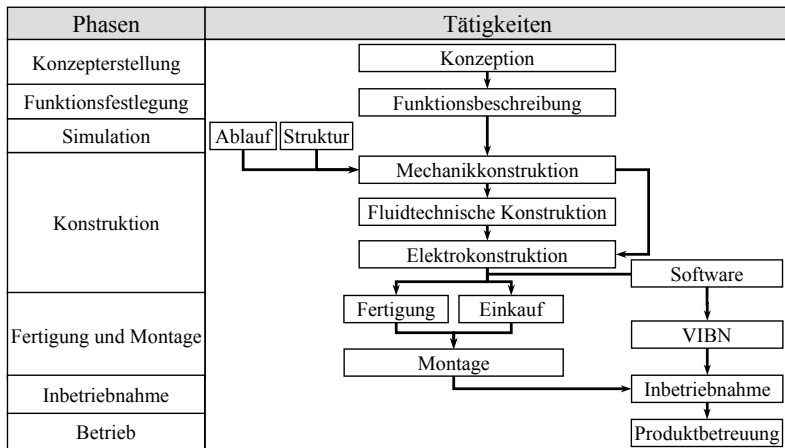 Phasen
Tätigkeiten
Konzepterstellung
Konzeption
Funktionsfestlegung
Funktionsbeschreibung
Simulation
Ablauf
Struktur
Mechanikkonstruktion
Konstruktion
Fluidtechnische Konstruktion
Elektrokonstruktion
Software
Fertigung und Montage
Fertigung
Einkauf
VIBN
Montage
Inbetriebnahme
Inbetriebnahme
Betrieb
Produktbetreuung